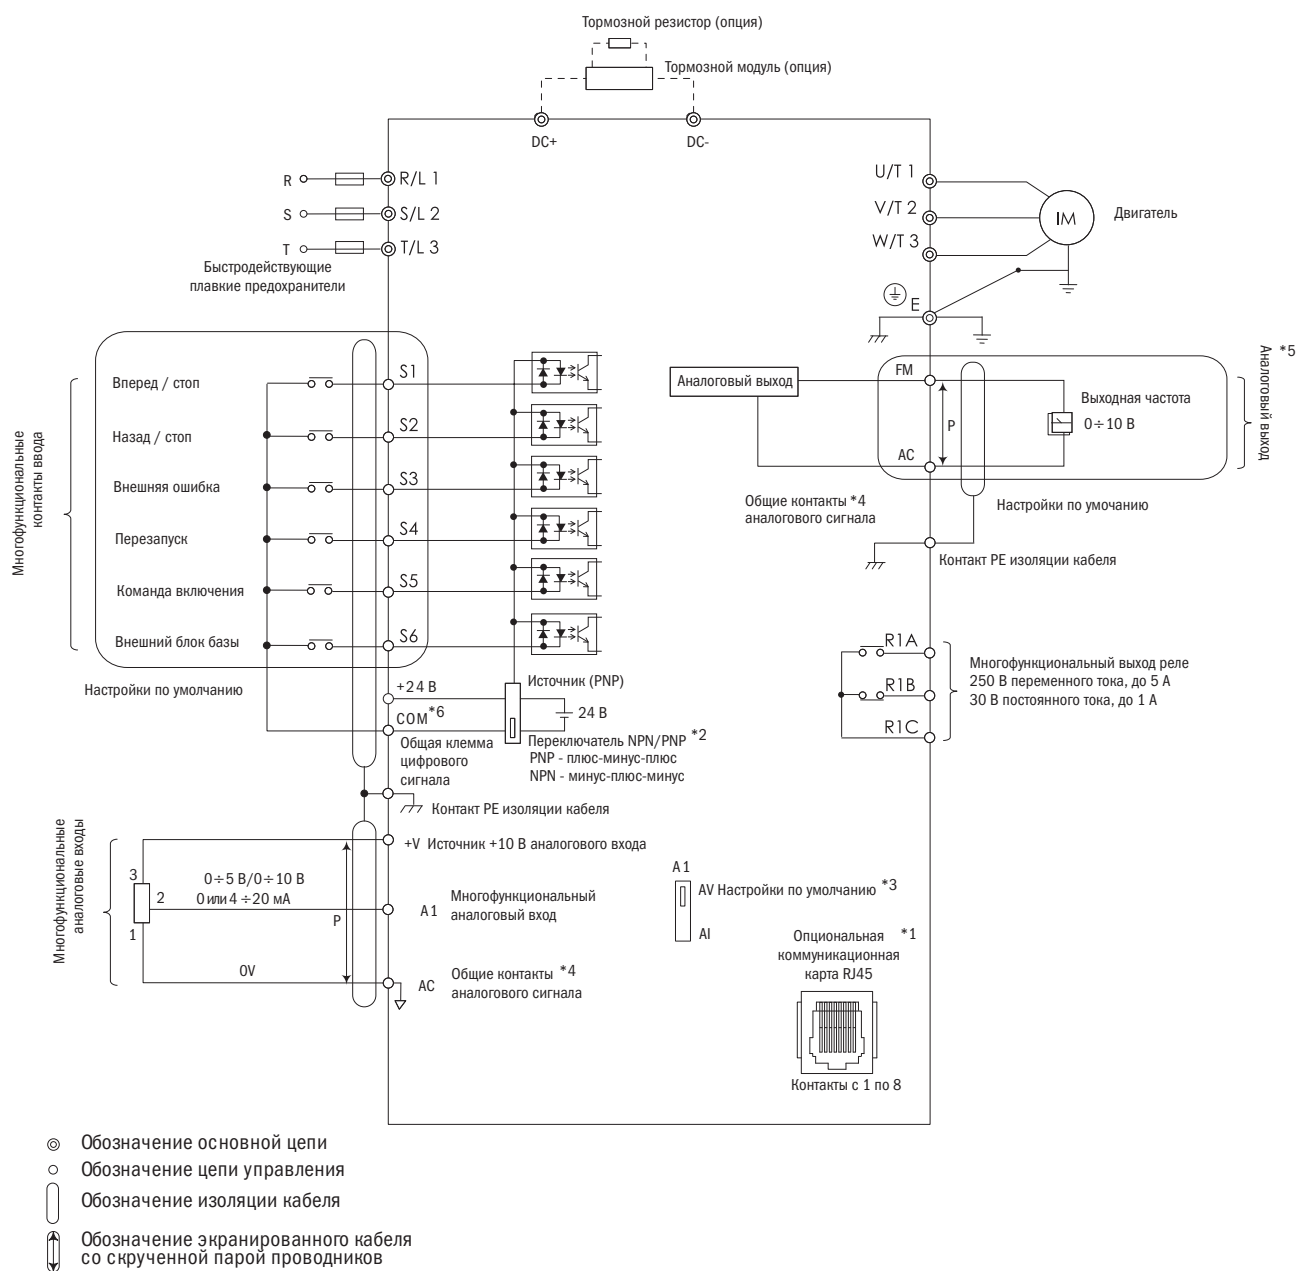 Тормозной резистор (опция)
Тормозной модуль (опция)
DC+
DC-
R
R/L 1
S
S/L 2
T
T/L 3
Быстродействующие
плавкие предохранители
U/T 1
V/T 2
W/T 3
IM
Двигатель
E
Многофункциональные
контакты ввода
Вперед / стоп
S1
Назад / стоп
S2
Внешняя ошибка
S3
Перезапуск
S4
Команда включения
S5
Внешний блок базы
S6
Настройки по умолчанию
+24 В
COM*6
Общая клемма
цифрового
сигнала
Источник (PNP)
24 В
Переключатель NPN/PNP *2
PNP - плюс-минус-плюс
NPN - минус-плюс-минус
Контакт PE изоляции кабеля
Аналоговый выход
FM
AC
P
Выходная частота
0÷10 В
Аналоговый выход *5
Общие контакты *4
аналогового сигнала
Настройки по умочанию
Контакт PE изоляции кабеля
R1A
R1B
R1C
Многофункциональный выход реле
250 В переменного тока, до 5 А
30 В постоянного тока, до 1 А
Многофункциональные
аналоговые входы
3
2
1
0÷5 В/0÷10 В
0 или 4 ÷20 мА
0V
P
+V Источник +10 В аналогового входа
A1
Многофункциональный
аналоговый вход
AC
Общие контакты *4
аналогового сигнала
A1
AV Настройки по умолчанию *3
AI
Опциональная *1
коммуникационная
карта RJ45
Контакты с 1 по 8
Обозначение основной цепи
Обозначение цепи управления
Обозначение изоляции кабеля
Обозначение экранированного кабеля
со скрученной парой проводников